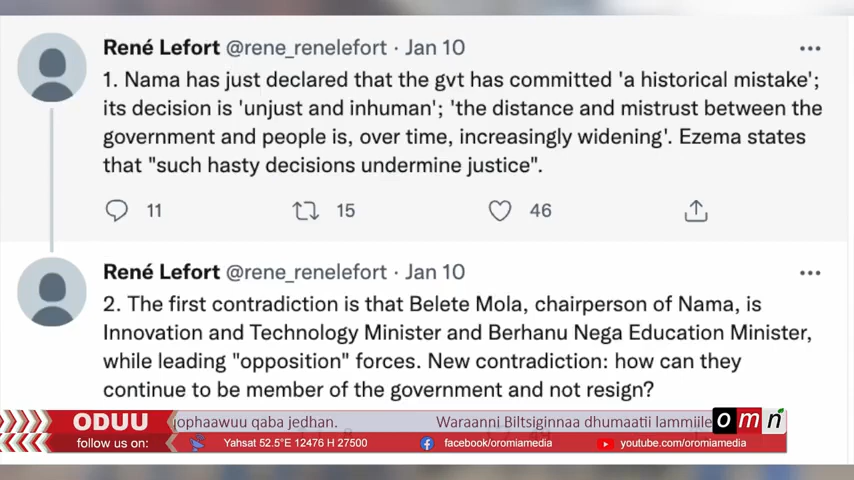 René Lefort @rene_renelefort · Jan 10
1. Nama has just declared that the gvt has committed 'a historical mistake';
its decision is 'unjust and inhuman'; 'the distance and mistrust between the
government and people is, over time, increasingly widening'. Ezema states
that "such hasty decisions undermine justice".
11 15 46
René Lefort @rene_renelefort · Jan 10
2. The first contradiction is that Belete Mola, chairperson of Nama, is
Innovation and Technology Minister and Berhanu Nega Education Minister,
while leading "opposition" forces. New contradiction: how can they
continue to be member of the government and not resign?
ODUU
jophaawuu qaba jedhan. Waraanni Biltsiginnaa dhumaatii lammiile
omn
follow us on: Yahsat 52.5°E 12476 H 27500 facebook/oromiamedia youtube.com/oromiamedia